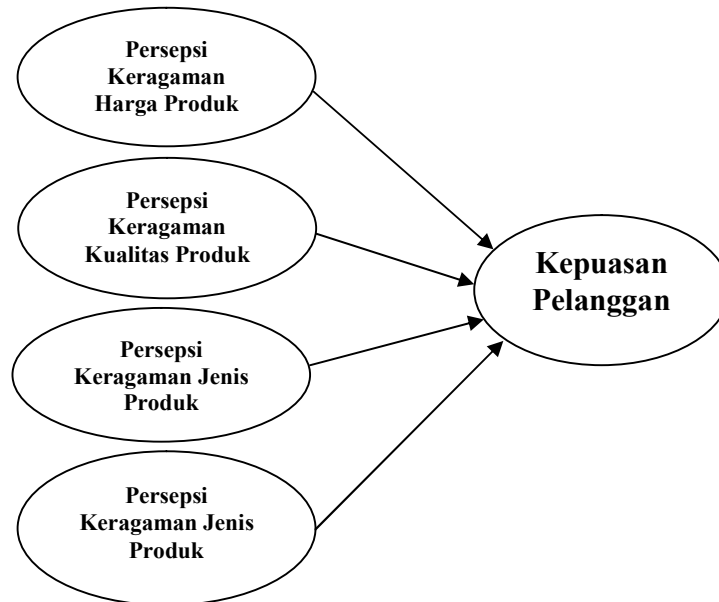 Persepsi
Keragaman
Harga Produk
Persepsi
Keragaman
Kualitas Produk
Persepsi
Keragaman Jenis
Produk
Persepsi
Keragaman Jenis
Produk
Kepuasan
Pelanggan